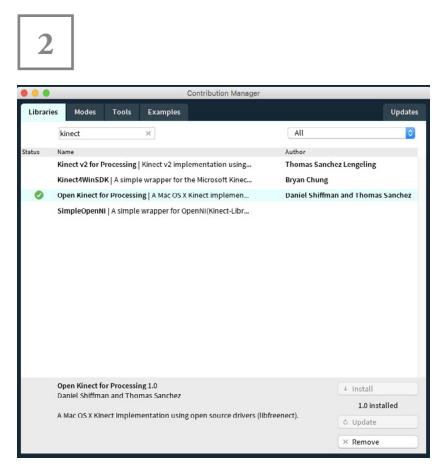 2
Contribution Manager
Libraries Modes Tools Examples Updates
kinect × All
Status Name Author
Kinect v2 for Processing | Kinect v2 implementation using... Thomas Sanchez Lengeling
Kinect4WinSDK | A simple wrapper for the Microsoft Kinec... Bryan Chung
Open Kinect for Processing | A Mac OS X Kinect implemen... Daniel Shiffman and Thomas Sanchez
SimpleOpenNI | A simple wrapper for OpenNI(Kinect-Libr...
Open Kinect for Processing 1.0
Daniel Shiffman and Thomas Sanchez
A Mac OS X Kinect implementation using open source drivers (libfreenect).
Install
1.0 installed
Update
× Remove